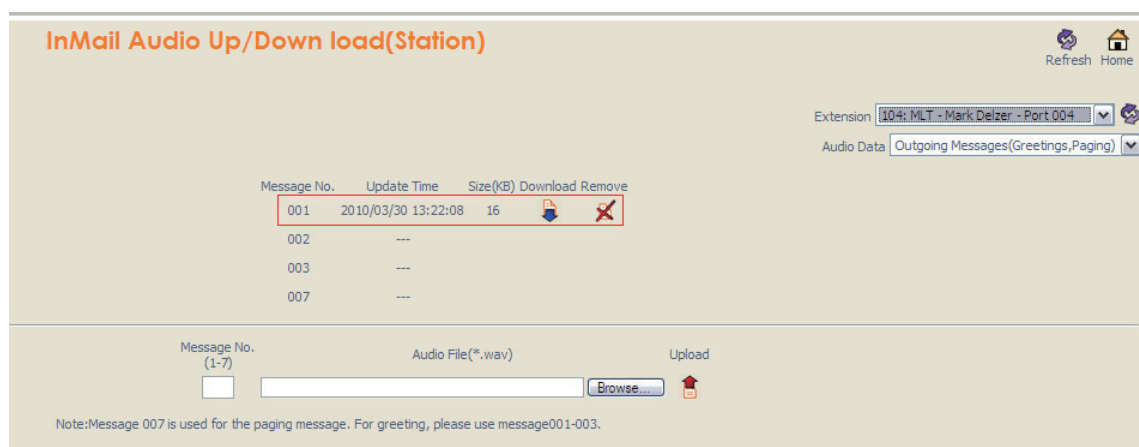 InMail Audio Up/Down load(Station)
Refresh Home
Extension 104: MLT - Mark Delzer - Port 004
Audio Data Outgoing Messages(Greetings,Paging)
Message No. Update Time Size(KB) Download Remove
001 2010/03/30 13:22:08 16
002 ---
003 ---
007 ---
Message No. Audio File(*.wav) Upload
(1-7)
Browse...
Note:Message 007 is used for the paging message. For greeting, please use message001-003.